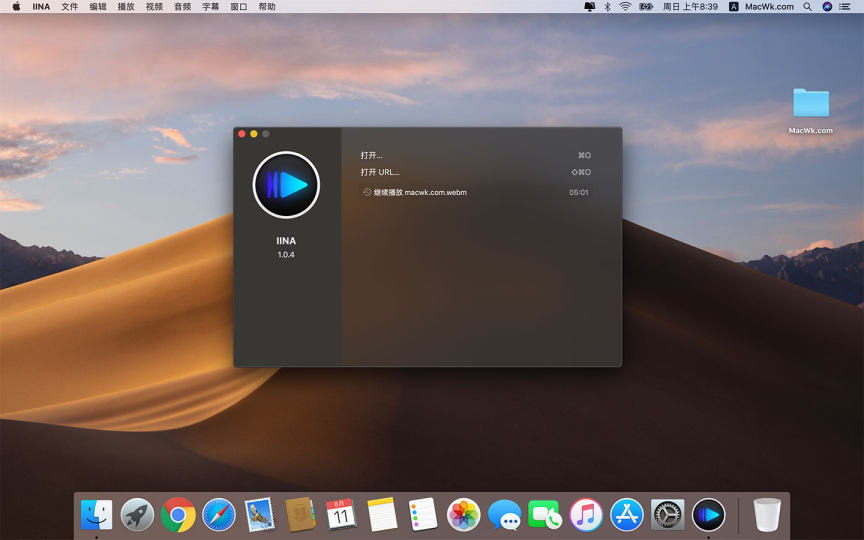 IINA 文件 编辑 播放 视频 音频 字幕 窗口 帮助 周日 上午8:39 A MacWk.com
MacWk.com
打开... ⌘O
打开 URL... ⇧⌘O
继续播放 macwk.com.webm 05:01
IINA
1.0.4
8月
11